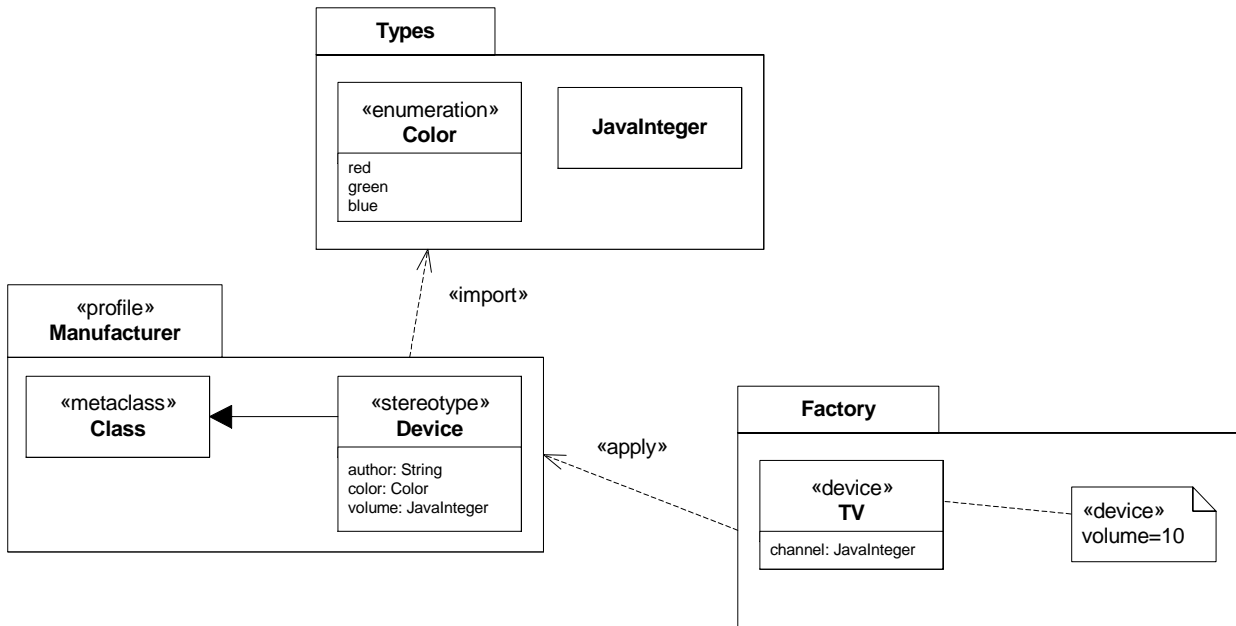 Types
«enumeration»
Color
red
green
blue
JavaInteger
«import»
«profile»
Manufacturer
«metaclass»
Class
«stereotype»
Device
author: String
color: Color
volume: JavaInteger
«apply»
Factory
«device»
TV
channel: JavaInteger
«device»
volume=10